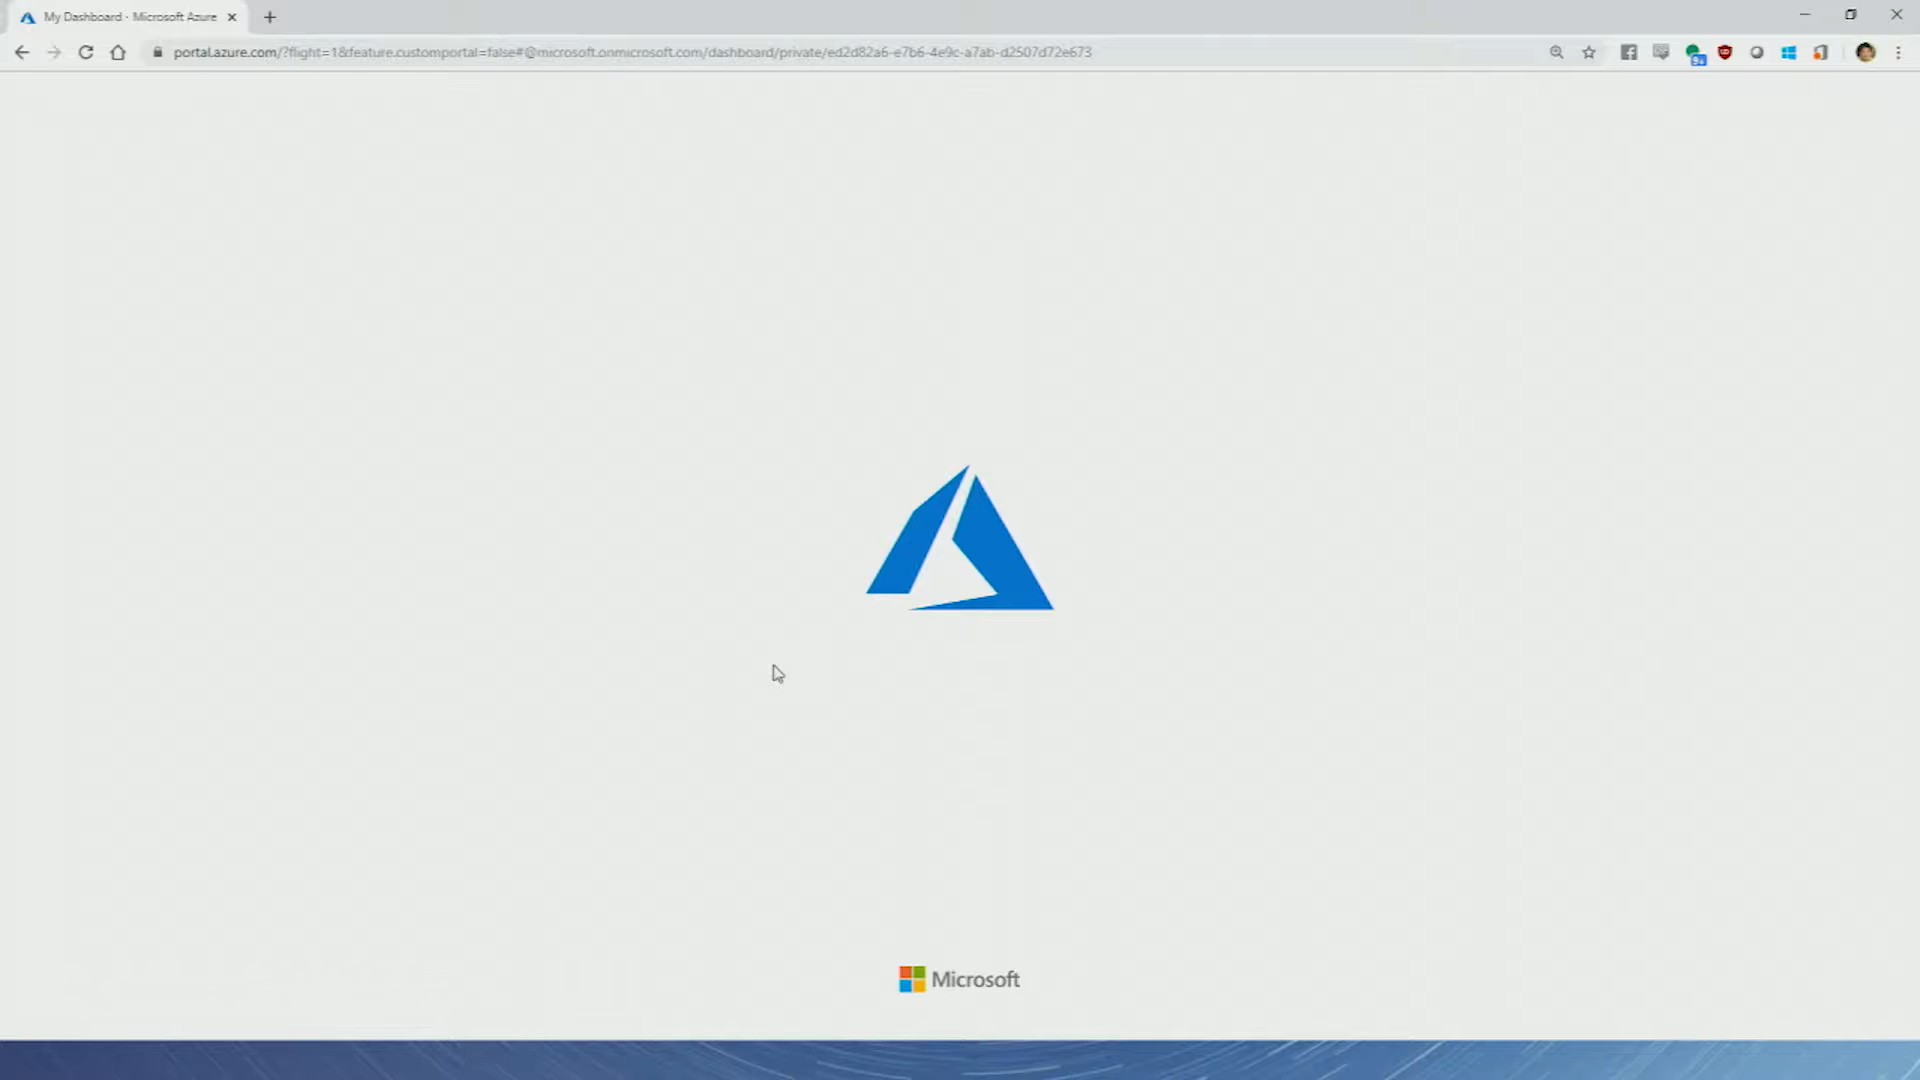 My Dashboard - Microsoft Azure
portal.azure.com/?flight=1&feature.customportal=false#@microsoft.onmicrosoft.com/dashboard/private/ed2d82a6-e7b6-4e9c-a7ab-d2507d72e673
9+
Microsoft